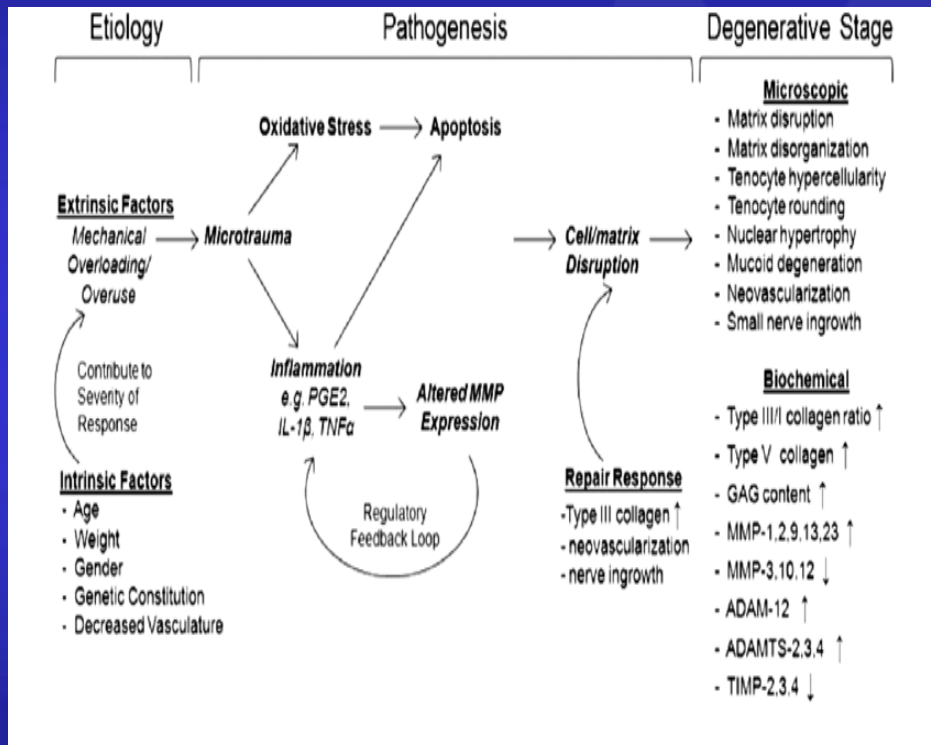 Etiology
Pathogenesis
Degenerative Stage
Extrinsic Factors
Mechanical
Overloading/
Overuse
Contribute to
Severity of
Response
Intrinsic Factors
- Age
- Weight
- Gender
- Genetic Constitution
- Decreased Vasculature
Microtrauma
Oxidative Stress
Apoptosis
Inflammation
e.g. PGE2,
IL-1β, TNFα
Altered MMP
Expression
Regulatory
Feedback Loop
Cell/matrix
Disruption
Repair Response
-Type III collagen ↑
- neovascularization
- nerve ingrowth
Microscopic
- Matrix disruption
- Matrix disorganization
- Tenocyte hypercellularity
- Tenocyte rounding
- Nuclear hypertrophy
- Mucoid degeneration
- Neovascularization
- Small nerve ingrowth
Biochemical
- Type III/I collagen ratio ↑
- Type V collagen ↑
- GAG content ↑
- MMP-1,2,9,13,23 ↑
- MMP-3,10,12 ↓
- ADAM-12 ↑
- ADAMTS-2,3,4 ↑
- TIMP-2,3,4 ↓